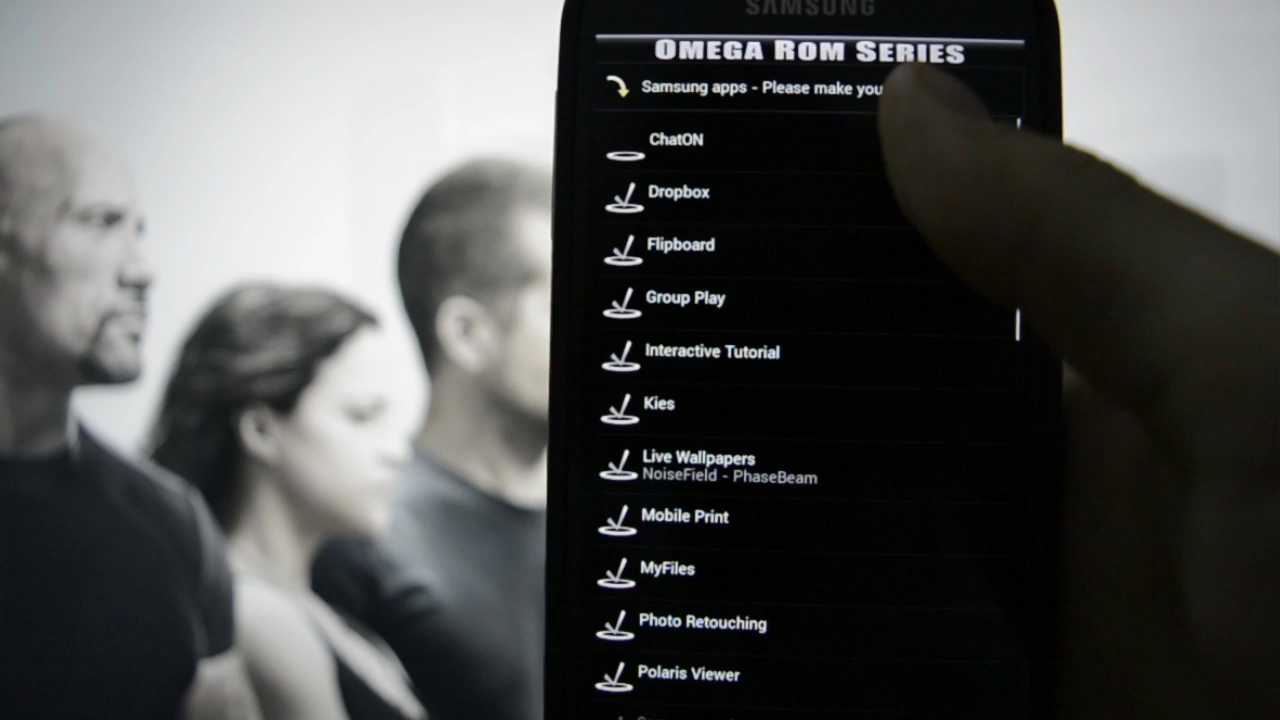 SAMSUNG
OMEGA ROM SERIES
Samsung apps - Please make you
ChatON
Dropbox
Flipboard
Group Play
Interactive Tutorial
Kies
Live Wallpapers
NoiseField - PhaseBeam
Mobile Print
MyFiles
Photo Retouching
Polaris Viewer